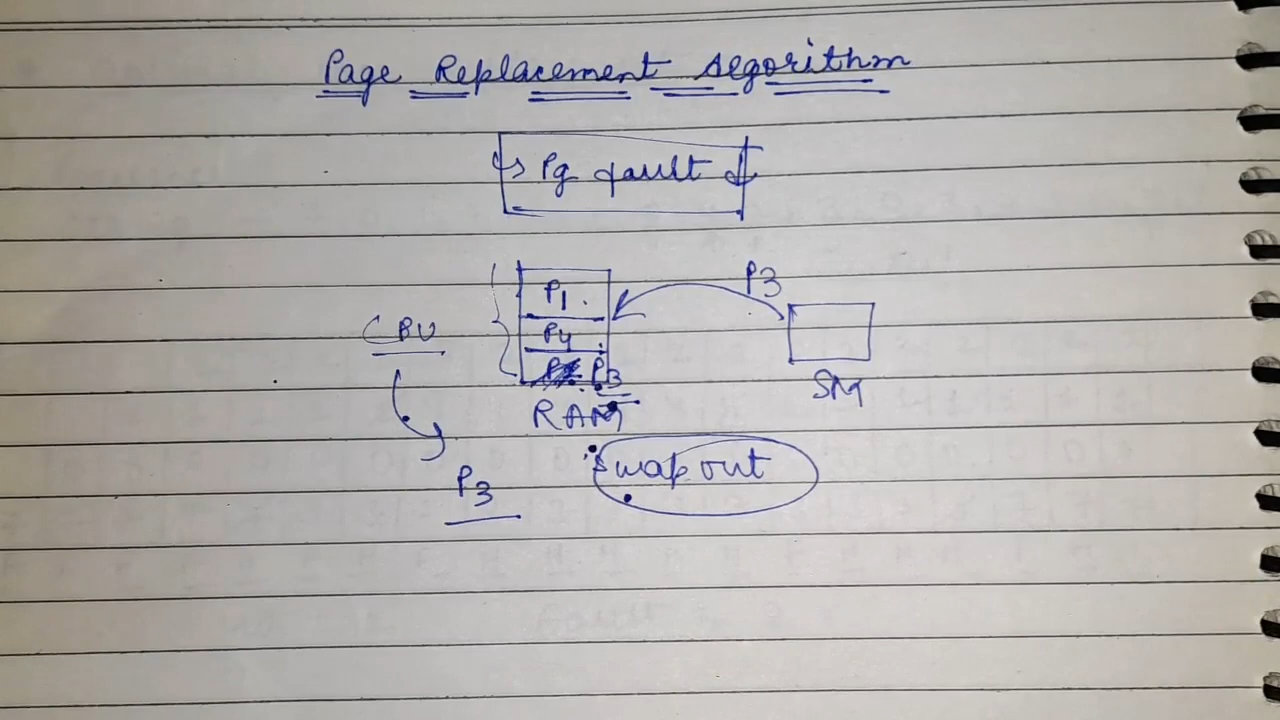 Page Replacement Algorithm
↳ Pg fault ↓
P3
P1
CPU
P4
P3
SM
RAM
Swap out
P3